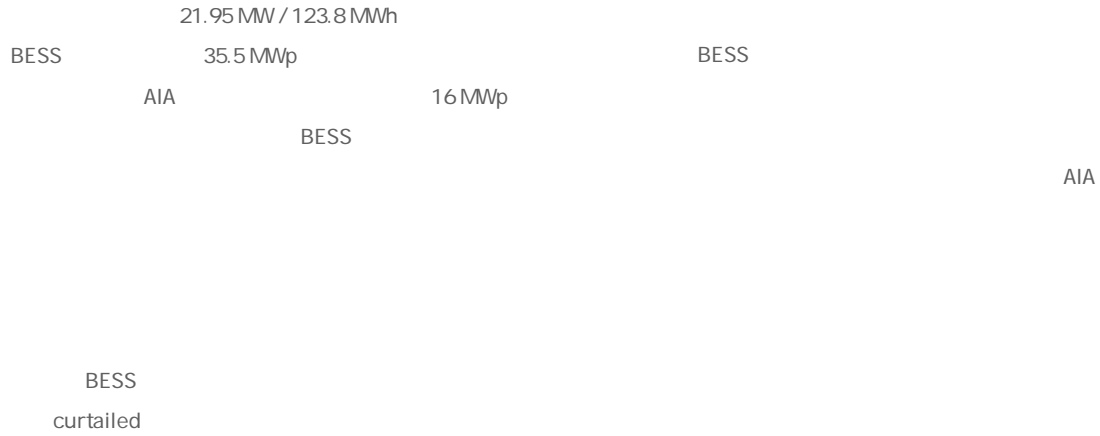 21.95 MW / 123.8 MWh
BESS 35.5 MWp BESS
AIA 16 MWp
BESS
AIA
BESS
curtailed